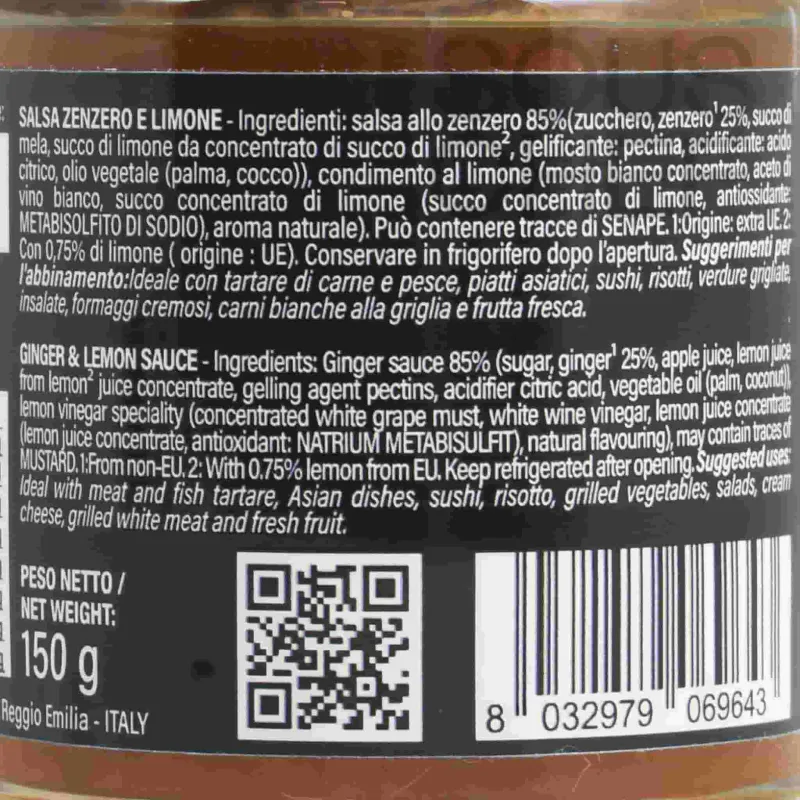 SALSA ZENZERO E LIMONE - Ingredienti: salsa allo zenzero 85%(zucchero, zenzero¹ 25%, succo di
mela, succo di limone da concentrato di succo di limone², gelificante: pectina, acidificante: acido
citrico, olio vegetale (palma, cocco)), condimento al limone (mosto bianco concentrato, aceto di
vino bianco, succo concentrato di limone (succo concentrato di limone, antiossidante:
METABISOLFITO DI SODIO), aroma naturale). Può contenere tracce di SENAPE. 1:Origine: extra UE.2:
Con 0,75% di limone ( origine : UE). Conservare in frigorifero dopo l'apertura. Suggerimenti per
l'abbinamento:Ideale con tartare di carne e pesce, piatti asiatici, sushi, risotti, verdure grigliate,
insalate, formaggi cremosi, carni bianche alla griglia e frutta fresca.
GINGER & LEMON SAUCE - Ingredients: Ginger sauce 85% (sugar, ginger¹ 25%, apple juice, lemon juice
from lemon² juice concentrate, gelling agent pectins, acidifier citric acid, vegetable oil (palm, coconut)),
lemon vinegar speciality (concentrated white grape must, white wine vinegar, lemon juice concentrate
(lemon juice concentrate, antioxidant: NATRIUM METABISULFIT), natural flavouring), may contain traces of
MUSTARD. 1:From non-EU. 2: With 0.75% lemon from EU. Keep refrigerated after opening. Suggested uses:
Ideal with meat and fish tartare, Asian dishes, sushi, risotto, grilled vegetables, salads, cream
cheese, grilled white meat and fresh fruit.
PESO NETTO /
NET WEIGHT:
150 g
Reggio Emilia - ITALY
8 032979 069643